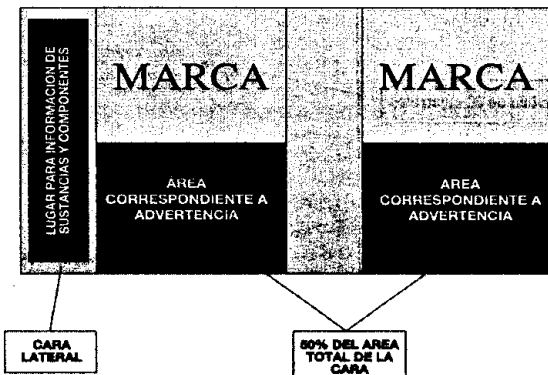 LUGAR PARA INFORMACION DE
SUSTANCIAS Y COMPONENTES
MARCA
ÁREA
CORRESPONDIENTE A
ADVERTENCIA
MARCA
AREA
CORRESPONDIENTE A
ADVERTENCIA
CARA
LATERAL
50% DEL AREA
TOTAL DE LA
CARA